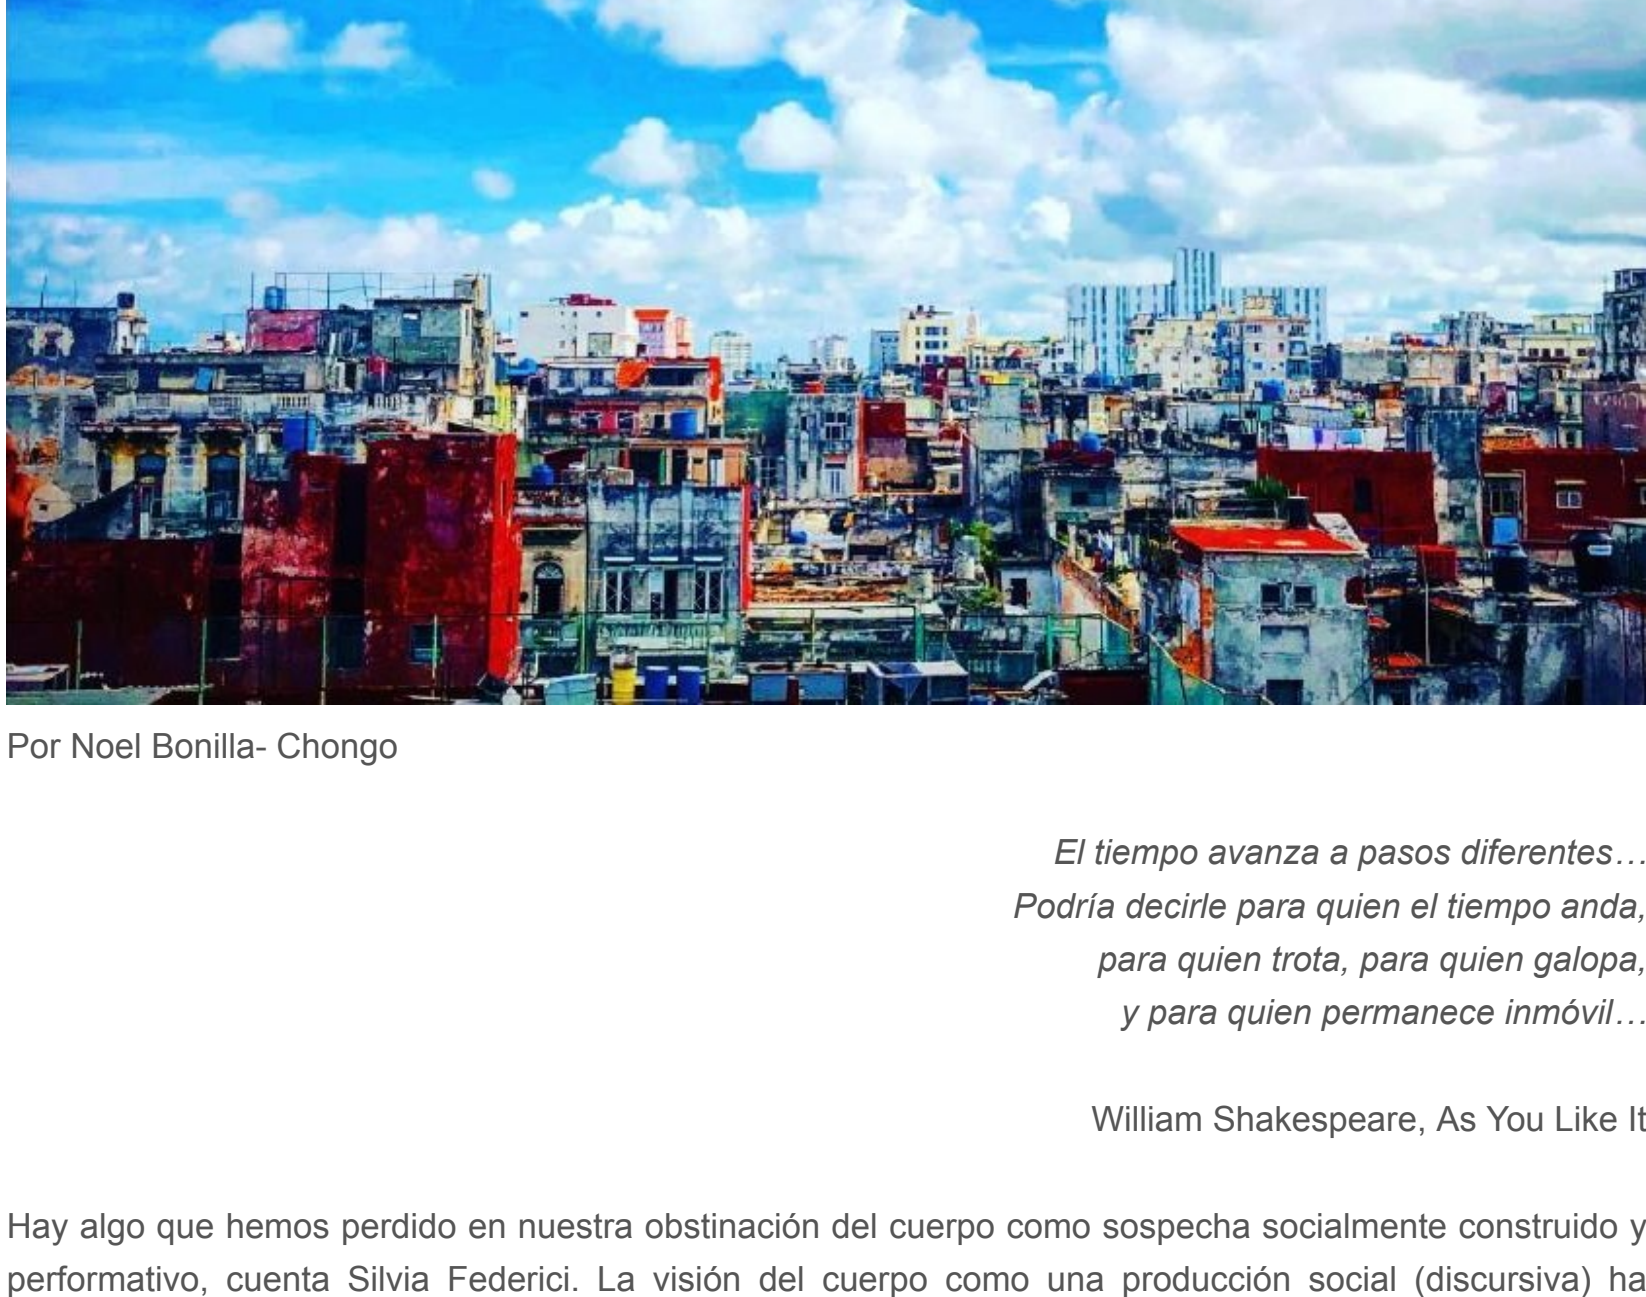 Por Noel Bonilla- Chongo
El tiempo avanza a pasos diferentes…
Podría decirle para quien el tiempo anda,
para quien trota, para quien galopa,
y para quien permanece inmóvil…
William Shakespeare, As You Like It
Hay algo que hemos perdido en nuestra obstinación del cuerpo como sospecha socialmente construido y
performativo, cuenta Silvia Federici. La visión del cuerpo como una producción social (discursiva) ha